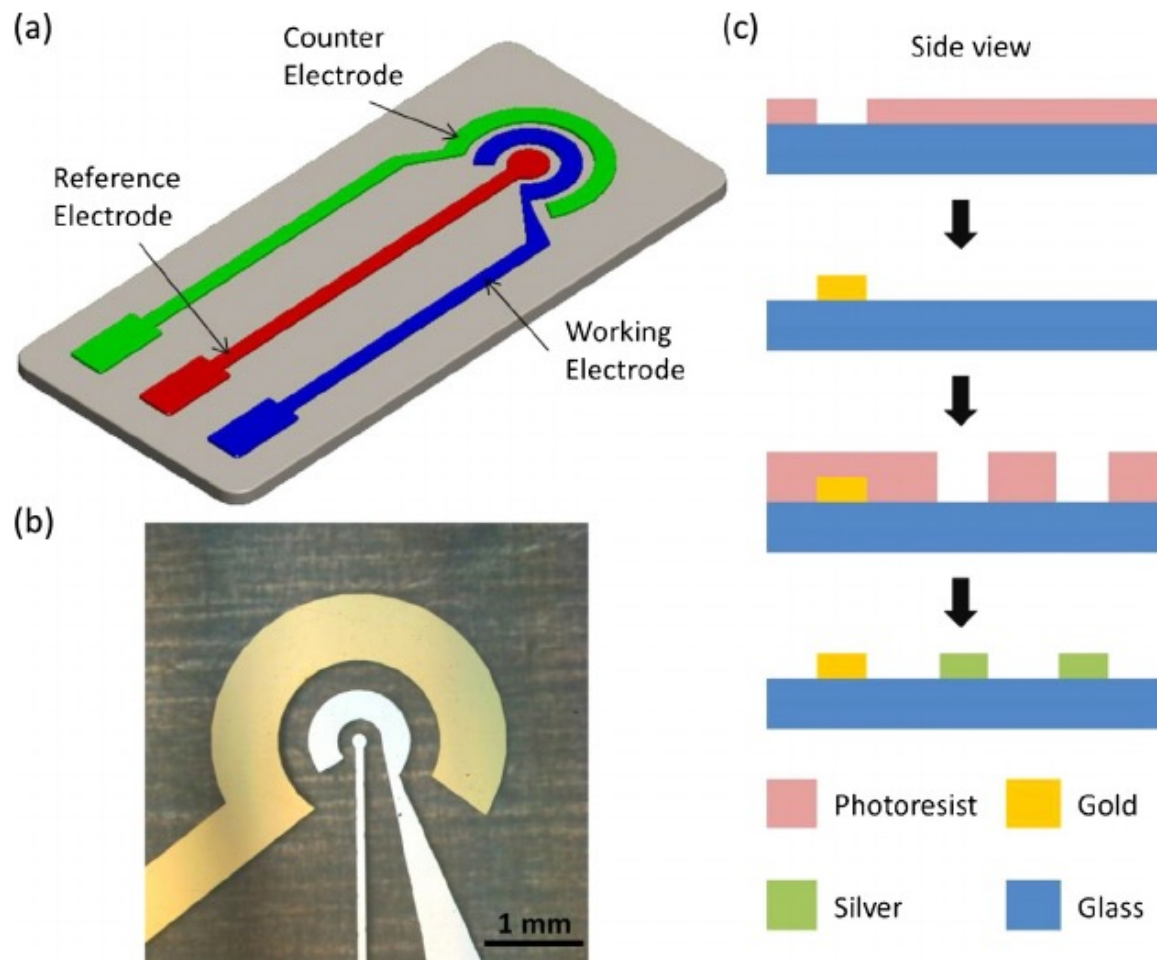 (a)
Counter
Electrode
Reference
Electrode
Working
Electrode
(b)
1 mm
(c)
Side view
Photoresist
Gold
Silver
Glass